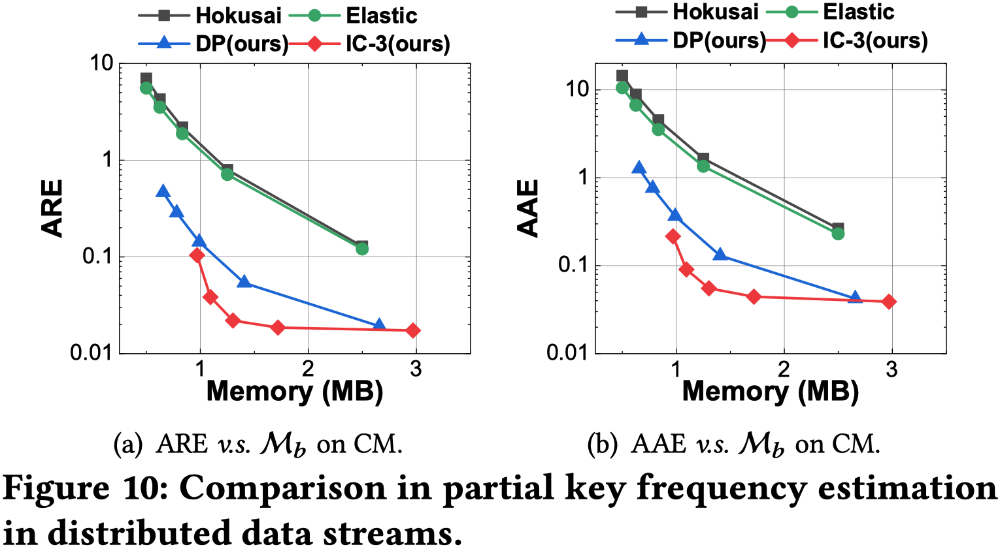 Hokusai Elastic
DP(ours) IC-3(ours)
10
1
0.1
0.01
ARE
1 2 3
Memory (MB)
(a) ARE v.s. ℳb on CM.
Hokusai Elastic
DP(ours) IC-3(ours)
10
1
0.1
0.01
AAE
1 2 3
Memory (MB)
(b) AAE v.s. ℳb on CM.
Figure 10: Comparison in partial key frequency estimation
in distributed data streams.